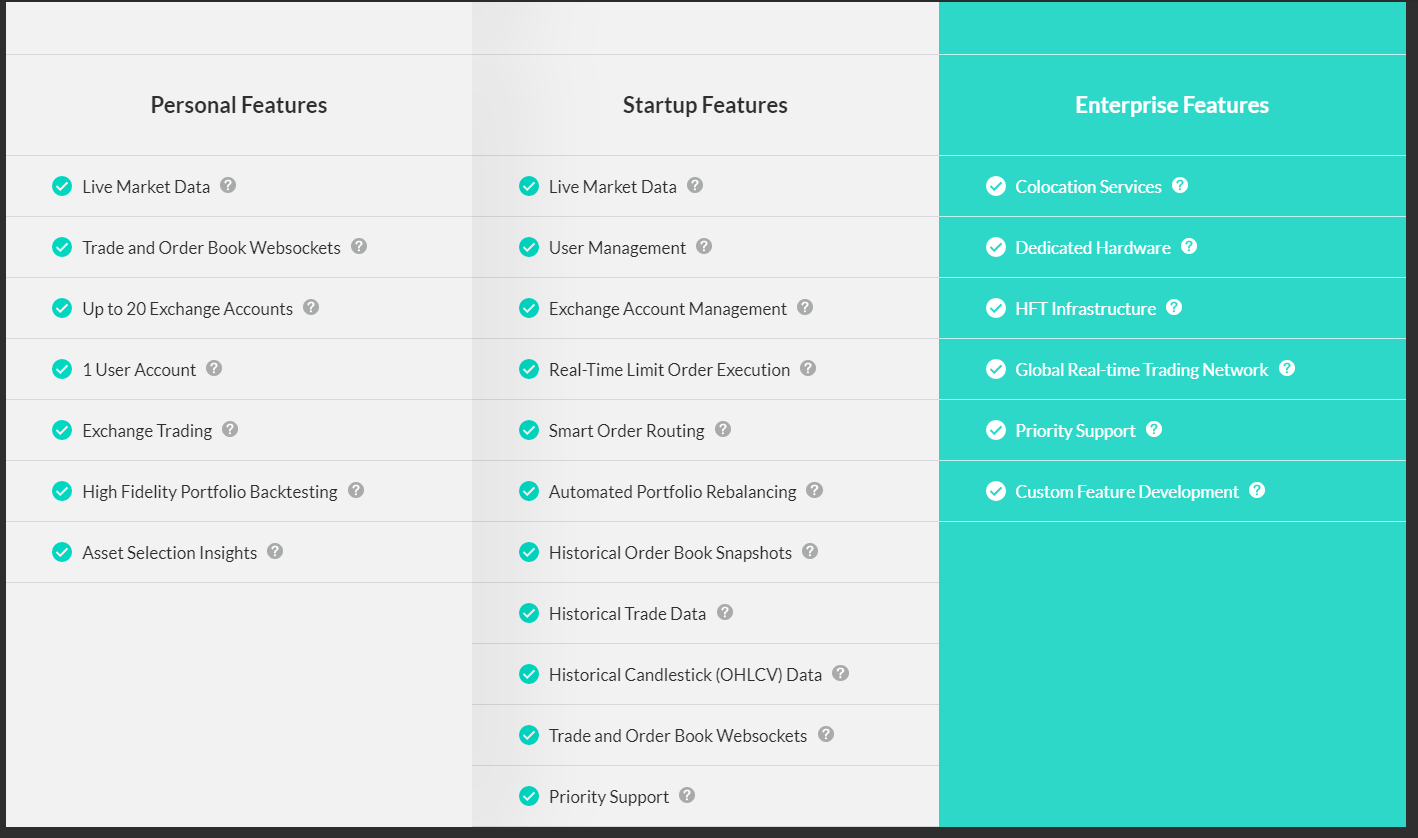 Personal Features
Live Market Data
Trade and Order Book Websockets
Up to 20 Exchange Accounts
1 User Account
Exchange Trading
High Fidelity Portfolio Backtesting
Asset Selection Insights
Startup Features
Live Market Data
User Management
Exchange Account Management
Real-Time Limit Order Execution
Smart Order Routing
Automated Portfolio Rebalancing
Historical Order Book Snapshots
Historical Trade Data
Historical Candlestick (OHLCV) Data
Trade and Order Book Websockets
Priority Support
Enterprise Features
Colocation Services
Dedicated Hardware
HFT Infrastructure
Global Real-time Trading Network
Priority Support
Custom Feature Development